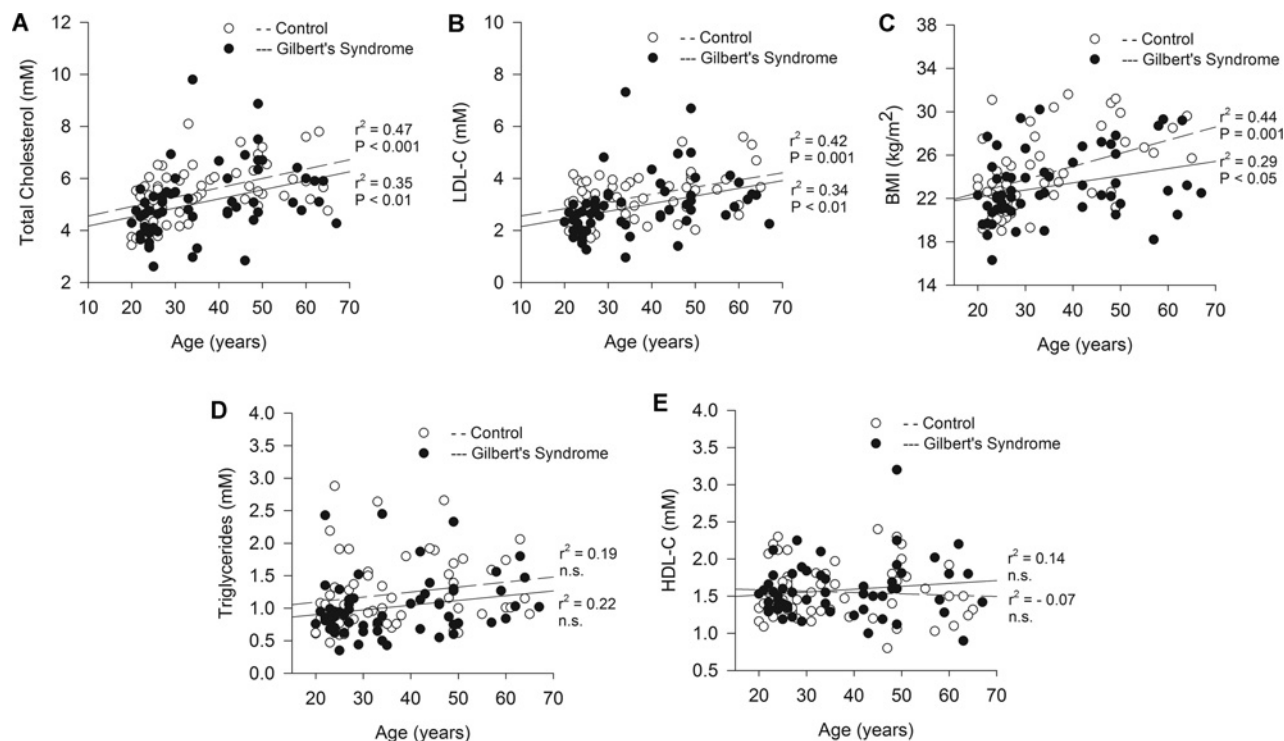 A
Total Cholesterol (mM)
12
10
8
6
4
2
10 20 30 40 50 60 70
Age (years)
Control
Gilbert's Syndrome
r² = 0.47
P < 0.001
r² = 0.35
P < 0.01
B
LDL-C (mM)
10
8
6
4
2
0
10 20 30 40 50 60 70
Age (years)
Control
Gilbert's Syndrome
r² = 0.42
P = 0.001
r² = 0.34
P < 0.01
C
BMI (kg/m²)
38
34
30
26
22
18
14
20 30 40 50 60 70
Age (years)
Control
Gilbert's Syndrome
r² = 0.44
P = 0.001
r² = 0.29
P < 0.05
D
Triglycerides (mM)
4.0
3.5
3.0
2.5
2.0
1.5
1.0
0.5
0.0
20 30 40 50 60 70
Age (years)
Control
Gilbert's Syndrome
r² = 0.19
n.s.
r² = 0.22
n.s.
E
HDL-C (mM)
4.0
3.5
3.0
2.5
2.0
1.5
1.0
0.5
20 30 40 50 60 70
Age (years)
Control
Gilbert's Syndrome
r² = 0.14
n.s.
r² = - 0.07
n.s.